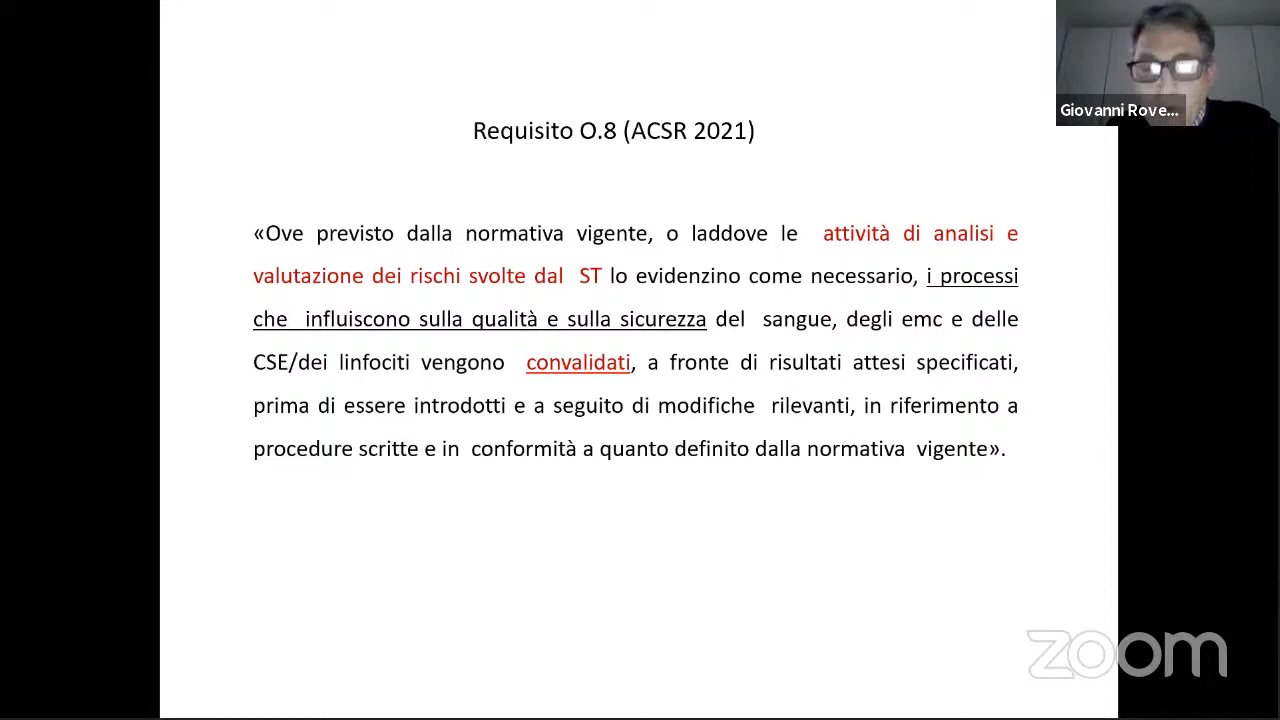 Giovanni Rove...
Requisito O.8 (ACSR 2021)
«Ove previsto dalla normativa vigente, o laddove le attività di analisi e
valutazione dei rischi svolte dal ST lo evidenzino come necessario, i processi
che influiscono sulla qualità e sulla sicurezza del sangue, degli emc e delle
CSE/dei linfociti vengono convalidati, a fronte di risultati attesi specificati,
prima di essere introdotti e a seguito di modifiche rilevanti, in riferimento a
procedure scritte e in conformità a quanto definito dalla normativa vigente».
zoom